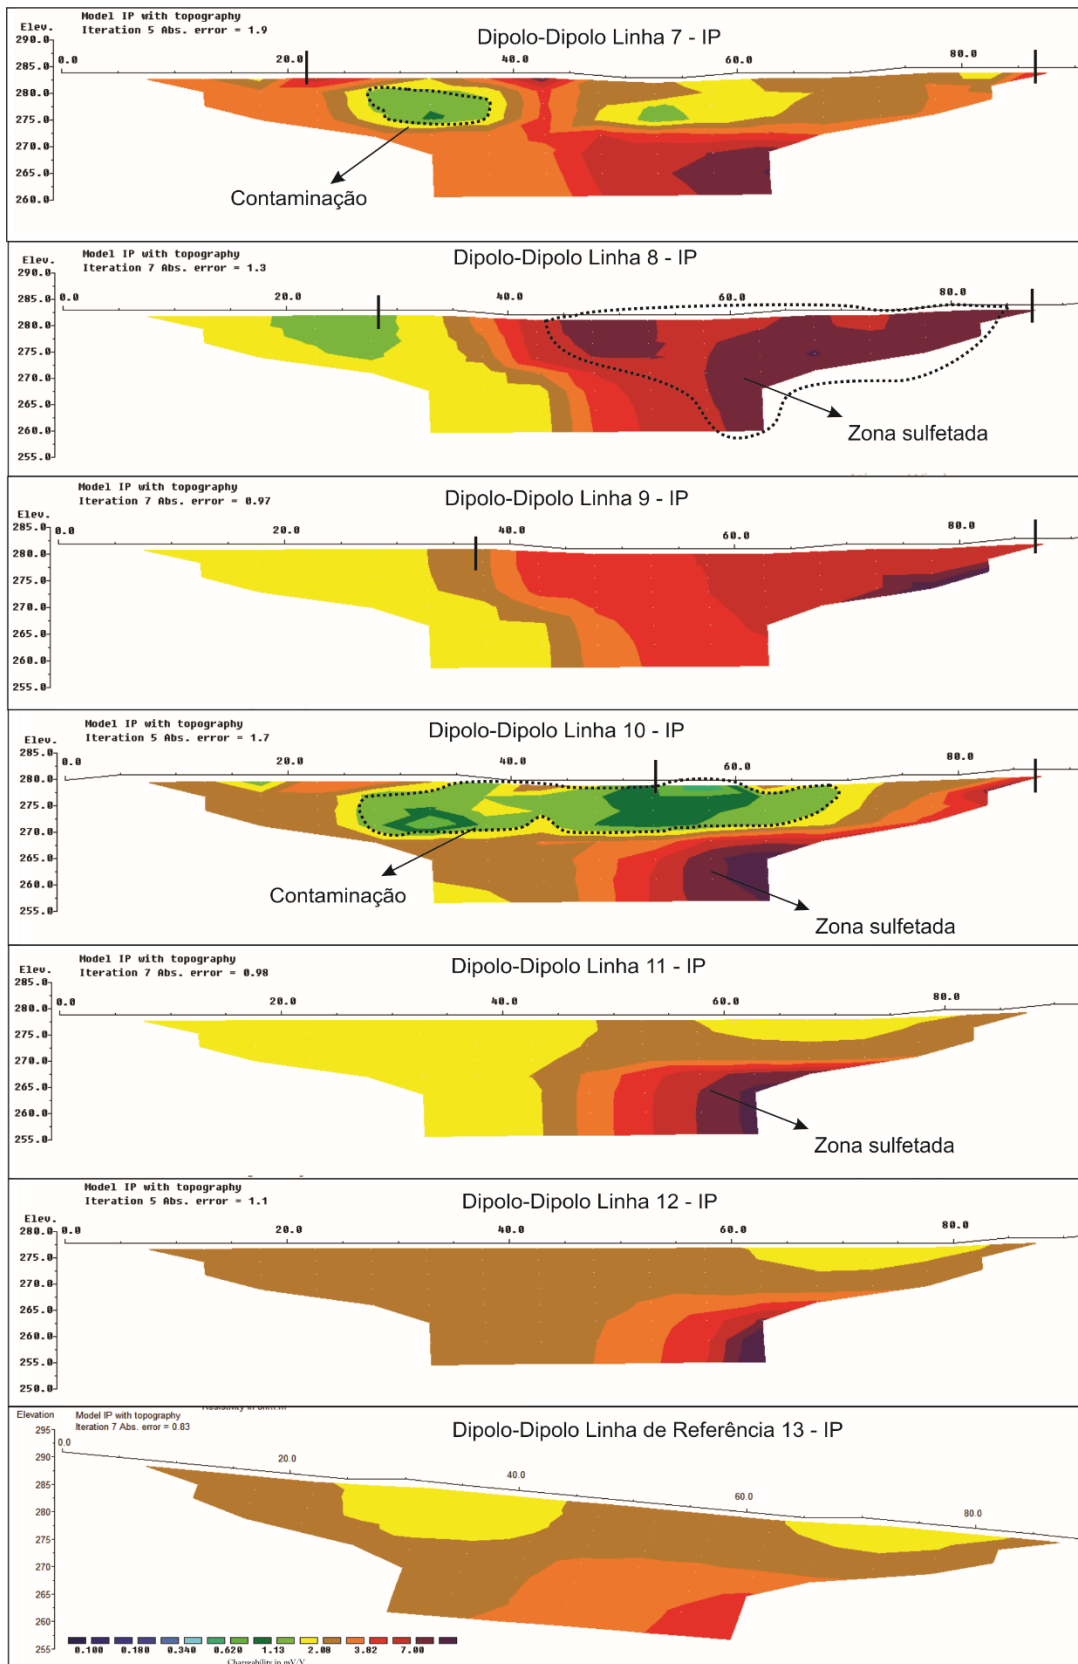 Model IP with topography
Iteration 5 Abs. error = 1.9
Dipolo-Dipolo Linha 7 - IP
Elev.
290.0
0.0 20.0 40.0 60.0 80.0
285.0
280.0
275.0
270.0
265.0
260.0
Contaminação
Model IP with topography
Iteration 7 Abs. error = 1.3
Dipolo-Dipolo Linha 8 - IP
Elev.
290.0
0.0 20.0 40.0 60.0 80.0
285.0
280.0
275.0
270.0
265.0
260.0
255.0
Zona sulfetada
Model IP with topography
Iteration 7 Abs. error = 0.97
Dipolo-Dipolo Linha 9 - IP
Elev.
285.0
0.0 20.0 40.0 60.0 80.0
280.0
275.0
270.0
265.0
260.0
255.0
Model IP with topography
Iteration 5 Abs. error = 1.7
Dipolo-Dipolo Linha 10 - IP
Elev.
285.0
0.0 20.0 40.0 60.0 80.0
280.0
275.0
270.0
265.0
260.0
255.0
Contaminação
Zona sulfetada
Model IP with topography
Iteration 7 Abs. error = 0.98
Dipolo-Dipolo Linha 11 - IP
Elev.
285.0
0.0 20.0 40.0 60.0 80.0
280.0
275.0
270.0
265.0
260.0
255.0
Zona sulfetada
Model IP with topography
Iteration 5 Abs. error = 1.1
Dipolo-Dipolo Linha 12 - IP
Elev.
280.0
0.0 20.0 40.0 60.0 80.0
275.0
270.0
265.0
260.0
255.0
250.0
Elevation
Model IP with topography
Iteration 7 Abs. error = 0.83
Dipolo-Dipolo Linha de Referência 13 - IP
295
0.0 20.0 40.0 60.0 80.0
290
285
280
275
270
265
260
255
0.100 0.180 0.340 0.620 1.13 2.08 3.82 7.00
Chargeability in mV/V